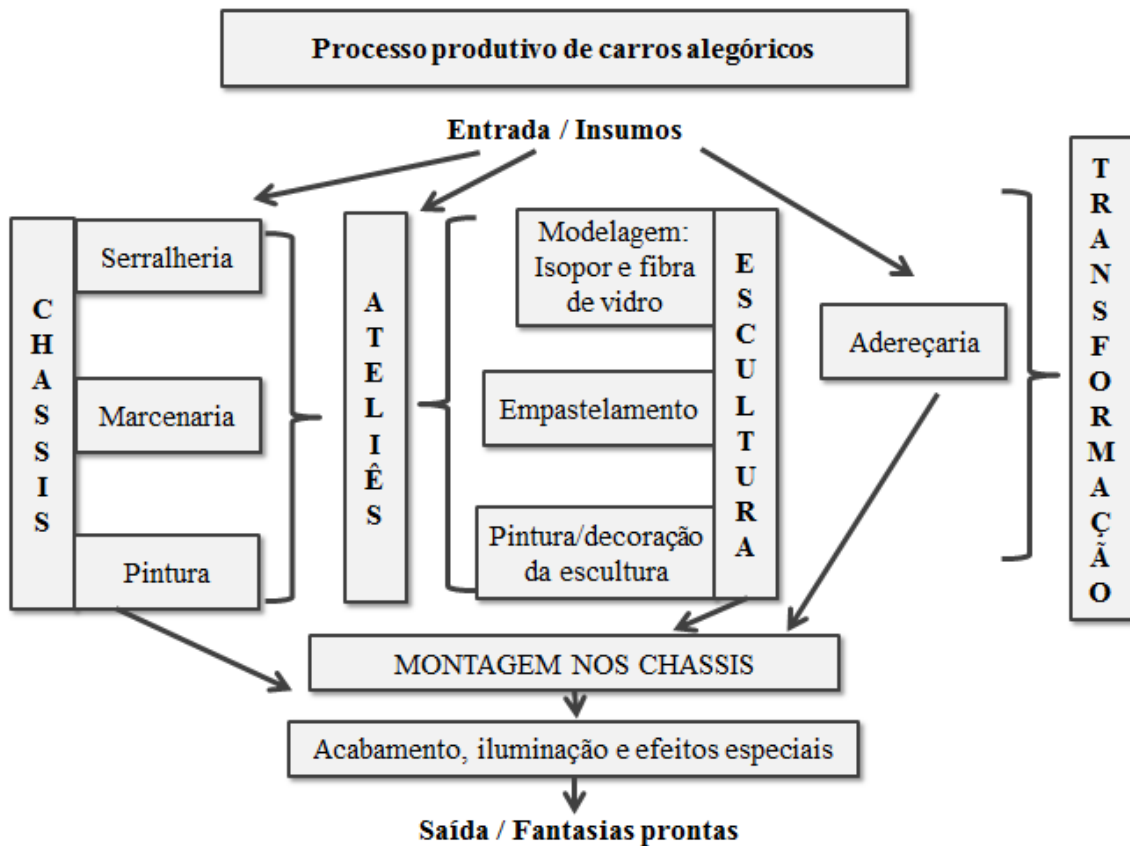 Processo produtivo de carros alegóricos
Entrada / Insumos
CHASSIS
Serralheria
Marcenaria
Pintura
ATELIÊS
Modelagem:
Isopor e fibra
de vidro
Empastelamento
Pintura/decoração
da escultura
ESCULTURA
Adereçaria
TRANSFORMAÇÃO
MONTAGEM NOS CHASSIS
Acabamento, iluminação e efeitos especiais
Saída / Fantasias prontas